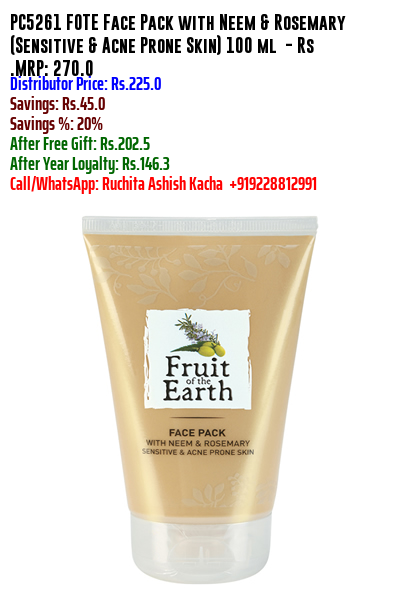 PC5261 FOTE Face Pack with Neem & Rosemary
(Sensitive & Acne Prone Skin) 100 ml - Rs
.MRP: 270.0
Distributor Price: Rs.225.0
Savings: Rs.45.0
Savings %: 20%
After Free Gift: Rs.202.5
After Year Loyalty: Rs.146.3
Call/WhatsApp: Ruchita Ashish Kacha +919228812991
Fruit
of the
Earth
FACE PACK
WITH NEEM & ROSEMARY
SENSITIVE & ACNE PRONE SKIN